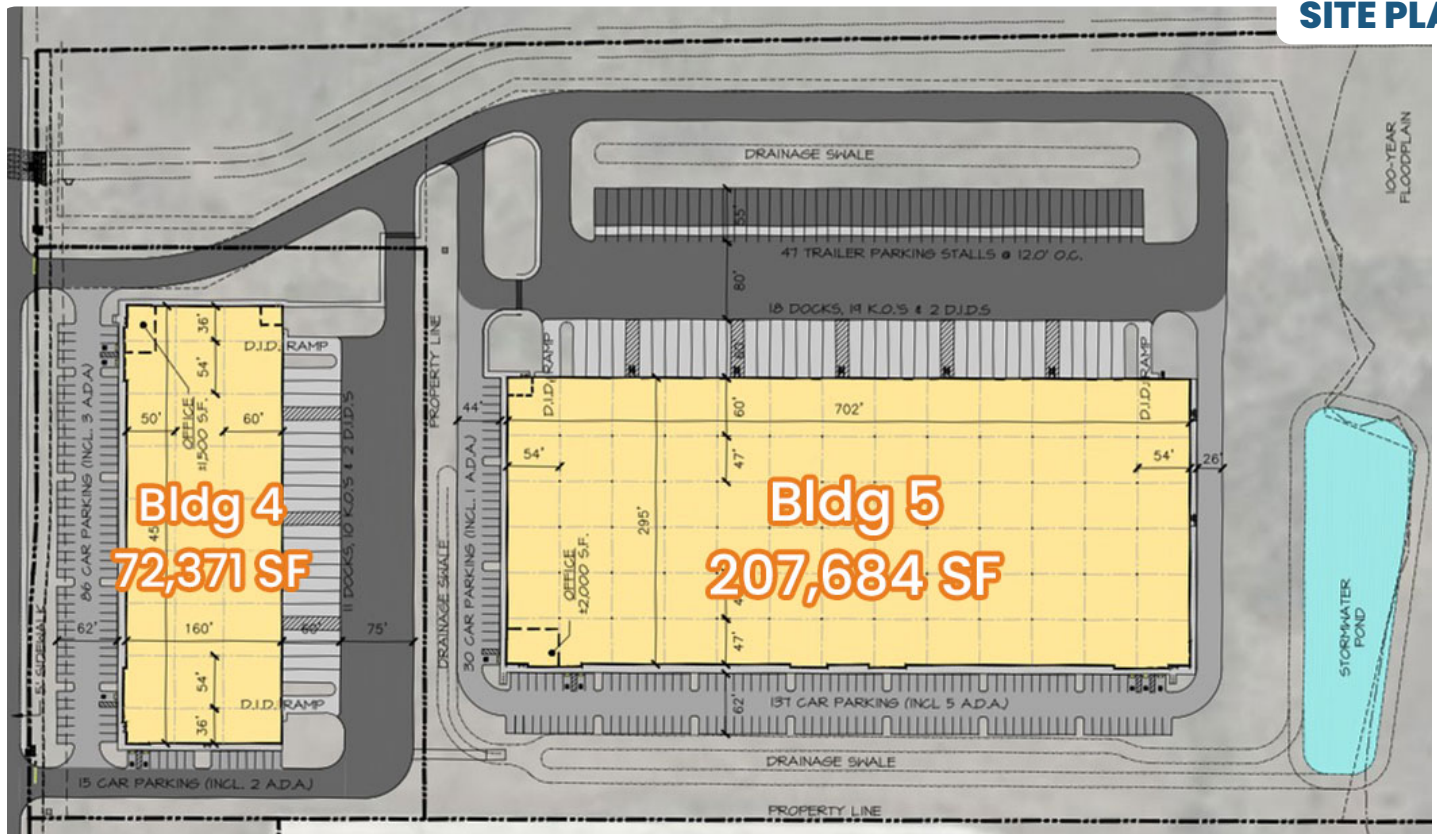 SITE PLA
100-YEAR
FLOODPLAIN
DRAINAGE SWALE
55'
47 TRAILER PARKING STALLS @ 12.0' O.C.
80'
18 DOCKS, 19 K.O.'S & 2 D.I.D.S
60'
D.I.D. RAMP
D.I.D. RAMP
PROPERTY LINE
36'
D.I.D. RAMP
54'
50'
60'
OFFICE
±1,500 S.F.
86 CAR PARKING (INCL. 3 A.D.A)
11 DOCKS, 10 K.O.'S & 2 D.I.D.S
Bldg 4
72,371 SF
62'
160'
60'
75'
5' SIDEWALK
54'
D.I.D. RAMP
36'
15 CAR PARKING (INCL. 2 A.D.A)
44'
702'
60'
54'
47'
54'
26'
30 CAR PARKING (INCL. 1 A.D.A)
DRAINAGE SWALE
295'
Bldg 5
207,684 SF
OFFICE
±2,000 S.F.
47'
62'
137 CAR PARKING (INCL 5 A.D.A.)
STORMWATER
POND
DRAINAGE SWALE
PROPERTY LINE